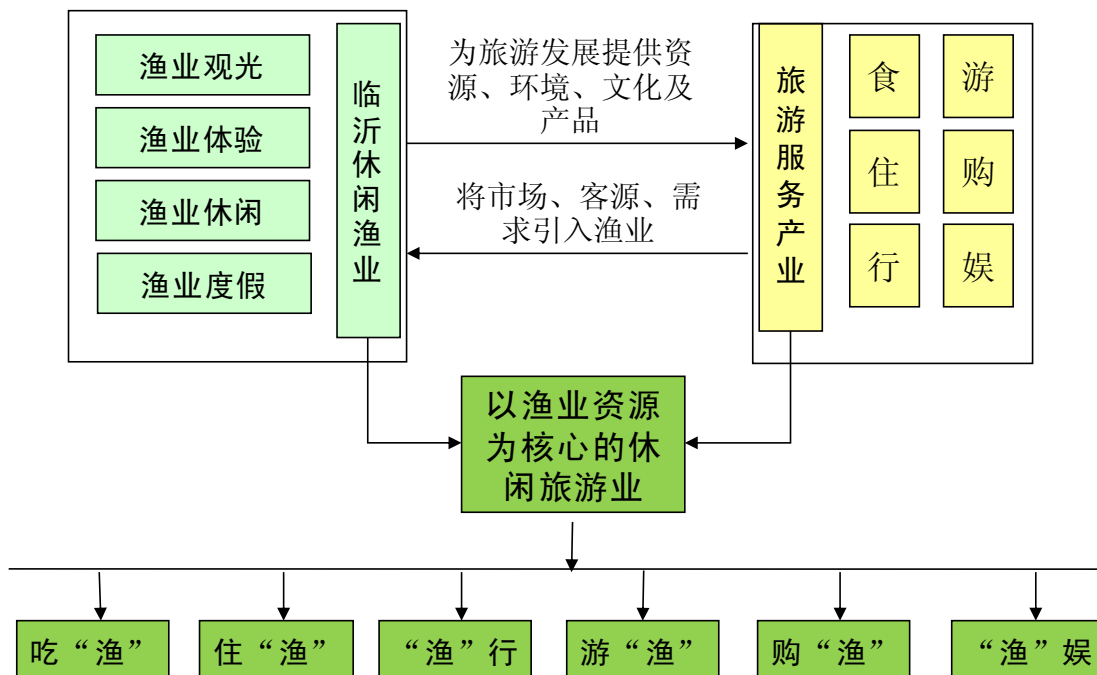 渔业观光
渔业体验
渔业休闲
渔业度假
临沂休闲渔业
为旅游发展提供资
源、环境、文化及
产品
将市场、客源、需
求引入渔业
旅游服务产业
食
游
住
购
行
娱
以渔业资源
为核心的休
闲旅游业
吃“渔”
住“渔”
“渔”行
游“渔”
购“渔”
“渔”娱